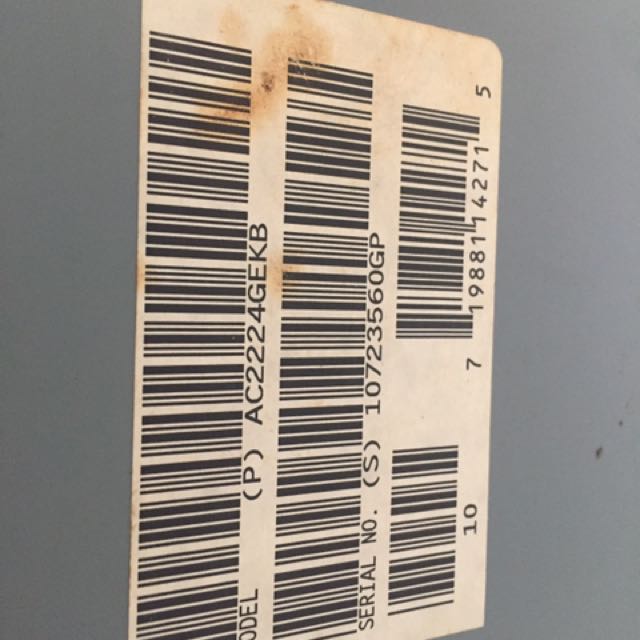 ODEL (P) AC2224GEKB
SERIAL NO. (S) 10723560GP
10 7 19881 14271 5